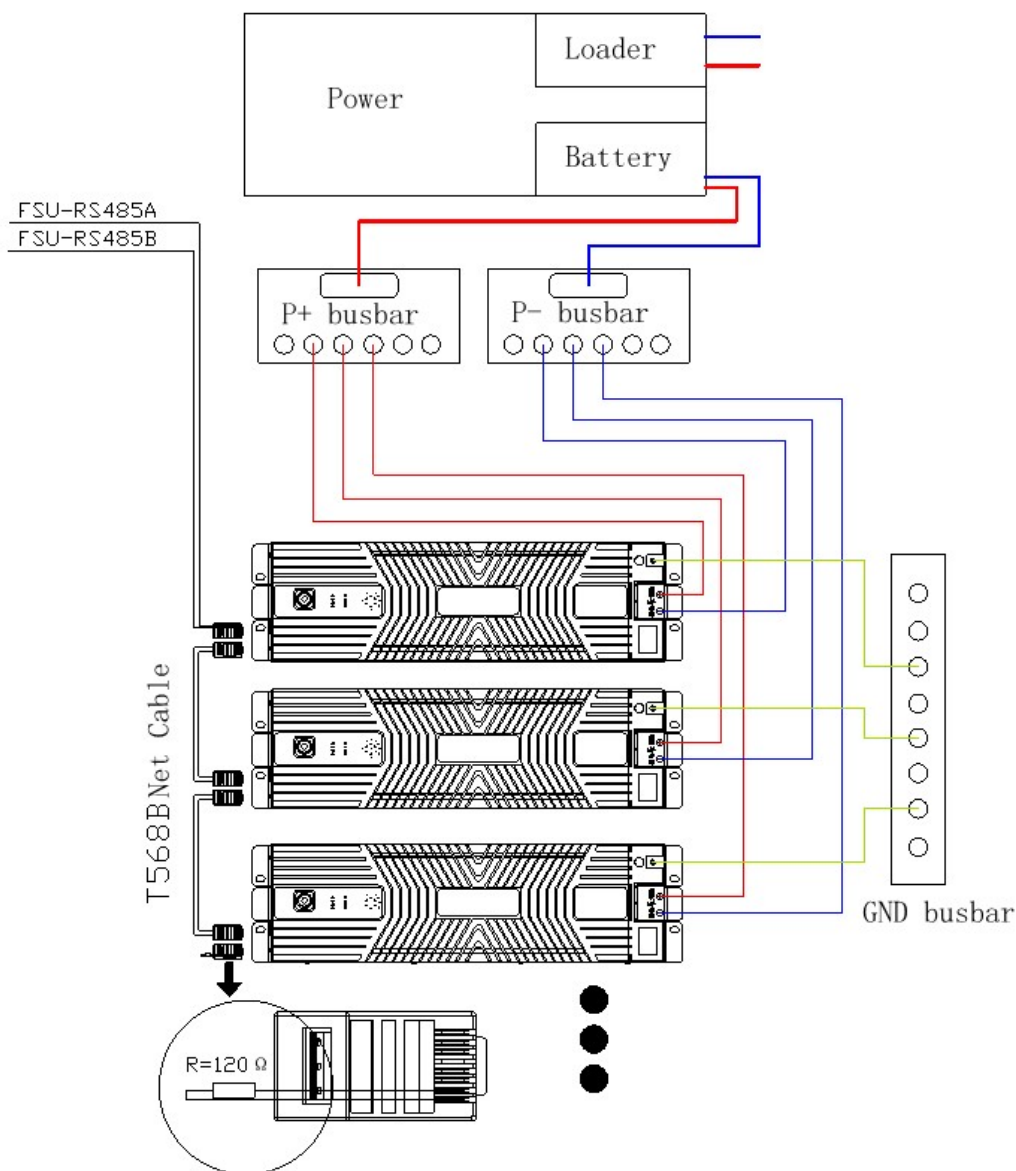 Loader
Power
Battery
FSU-RS485A
FSU-RS485B
P+ busbar
P- busbar
T568BNet Cable
GND busbar
R=120 Ω